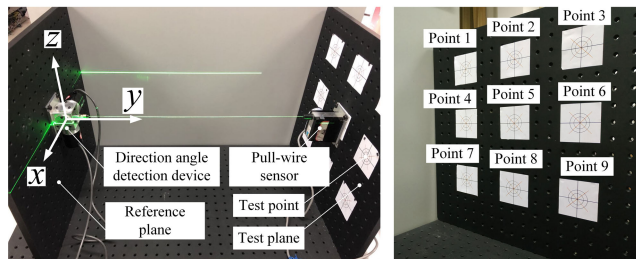 z
y
x
Direction angle
detection device
Reference
plane
Pull-wire
sensor
Test point
Test plane
Point 1
Point 2
Point 3
Point 4
Point 5
Point 6
Point 7
Point 8
Point 9